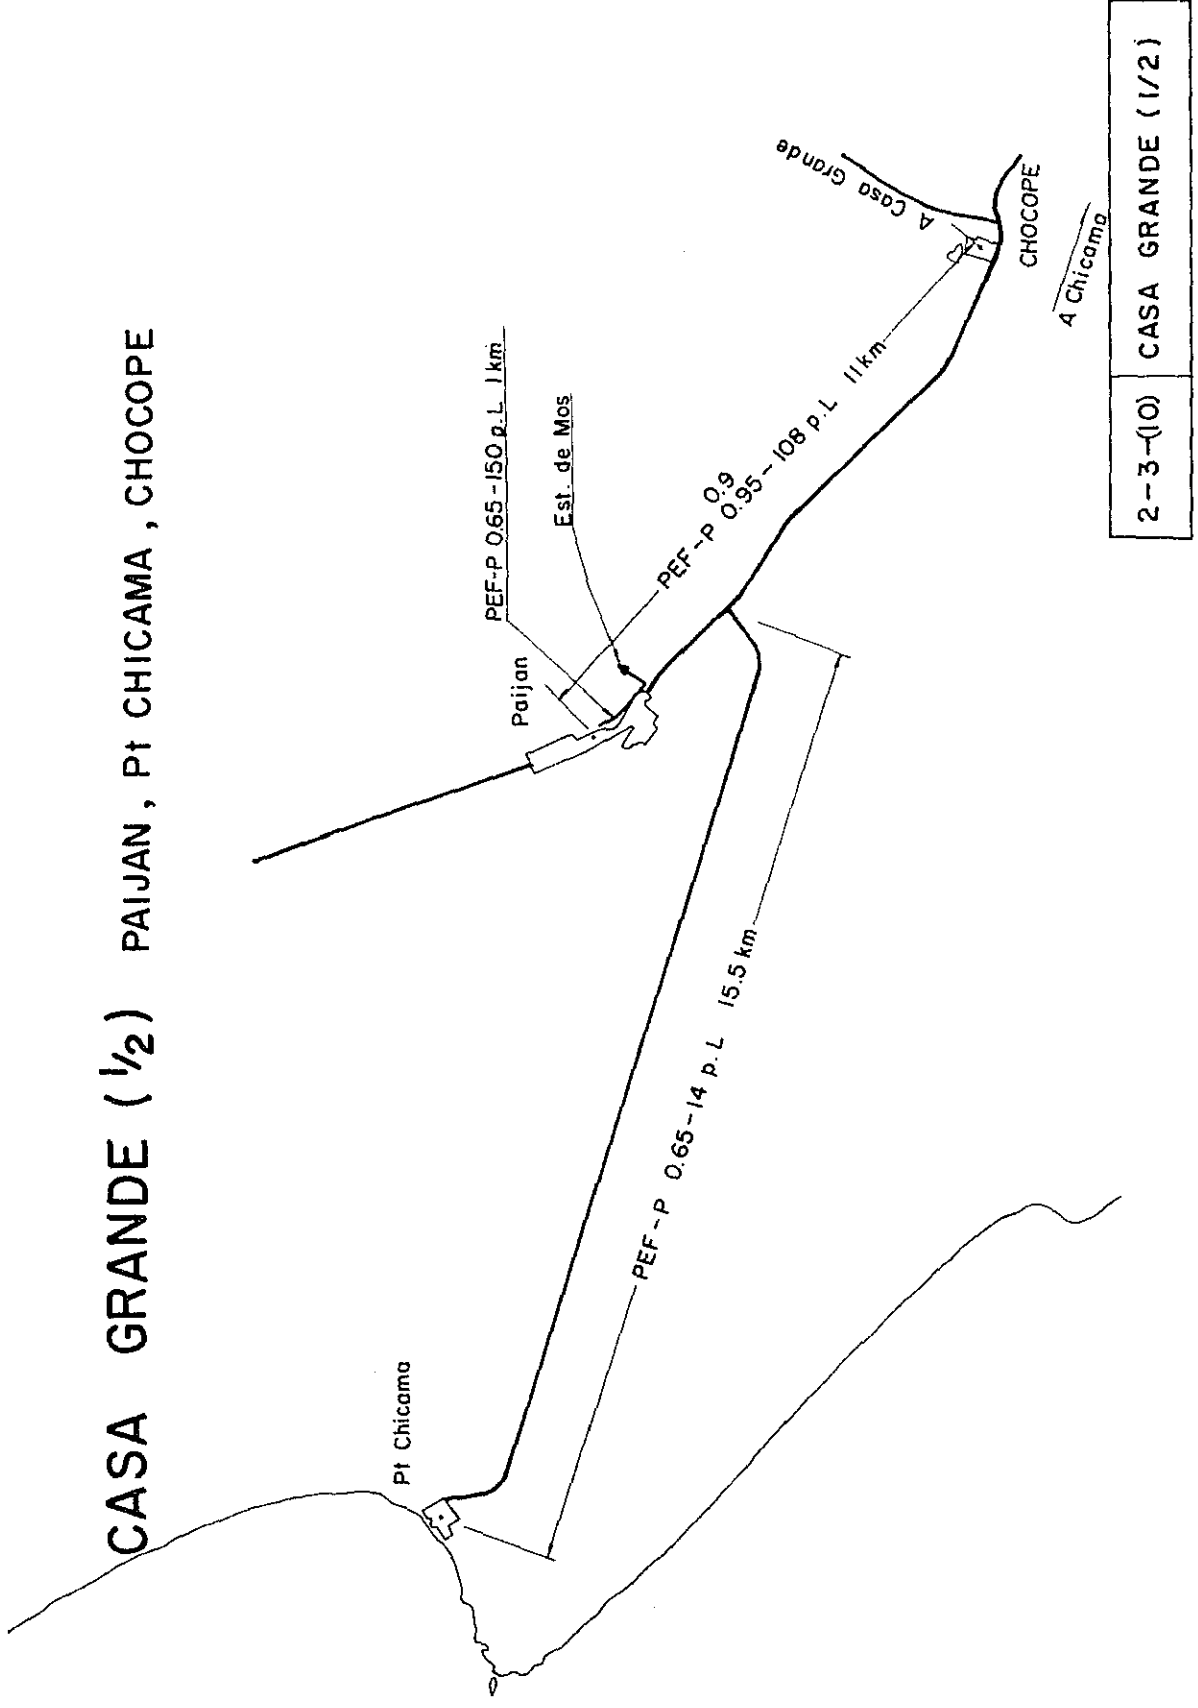 CASA GRANDE (1/2) PAIJAN, Pt CHICAMA, CHOCOPE
Pt Chicama
Paijan
PEF-P 0.65-150 p.L 1km
Est. de Mos
PEF-P 0.9
0.95-108 p.L 11km
PEF-P 0.65-14 p.L 15.5km
A Casa Grande
CHOCOPE
A Chicama
2-3-(10) CASA GRANDE (1/2)